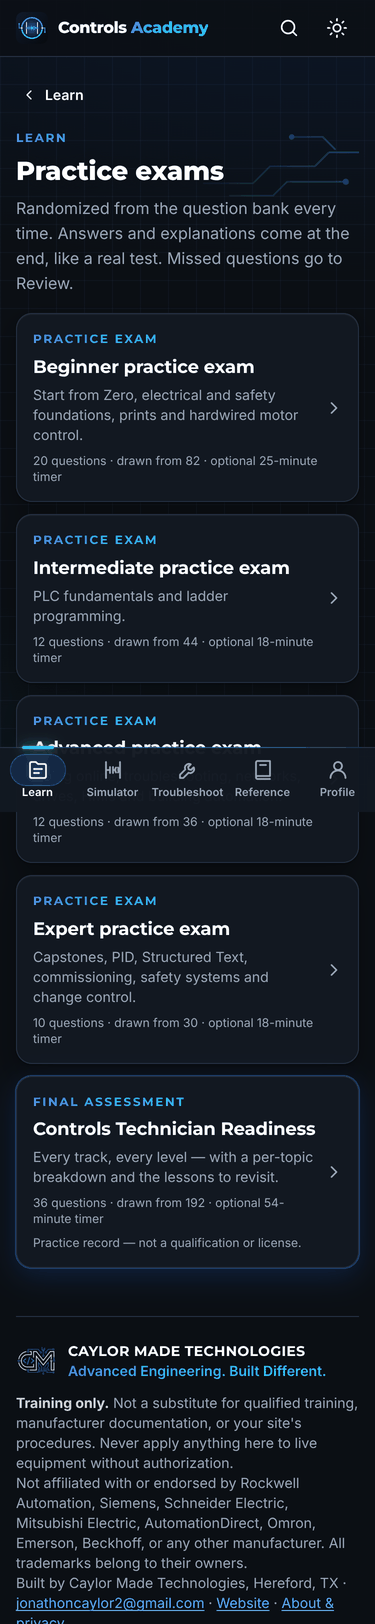 Controls Academy
Learn
LEARN
Practice exams
Randomized from the question bank every
time. Answers and explanations come at the
end, like a real test. Missed questions go to
Review.
PRACTICE EXAM
Beginner practice exam
Start from Zero, electrical and safety
foundations, prints and hardwired motor
control.
20 questions · drawn from 82 · optional 25-minute
timer
PRACTICE EXAM
Intermediate practice exam
PLC fundamentals and ladder
programming.
12 questions · drawn from 44 · optional 18-minute
timer
PRACTICE EXAM
Advanced practice exam
Learn
Simulator
Troubleshoot
Reference
Profile
12 questions · drawn from 36 · optional 18-minute
timer
PRACTICE EXAM
Expert practice exam
Capstones, PID, Structured Text,
commissioning, safety systems and
change control.
10 questions · drawn from 30 · optional 18-minute
timer
FINAL ASSESSMENT
Controls Technician Readiness
Every track, every level — with a per-topic
breakdown and the lessons to revisit.
36 questions · drawn from 192 · optional 54-
minute timer
Practice record — not a qualification or license.
CM
CAYLOR MADE TECHNOLOGIES
Advanced Engineering. Built Different.
Training only. Not a substitute for qualified training,
manufacturer documentation, or your site's
procedures. Never apply anything here to live
equipment without authorization.
Not affiliated with or endorsed by Rockwell
Automation, Siemens, Schneider Electric,
Mitsubishi Electric, AutomationDirect, Omron,
Emerson, Beckhoff, or any other manufacturer. All
trademarks belong to their owners.
Built by Caylor Made Technologies, Hereford, TX ·
jonathoncaylor2@gmail.com · Website · About &
privacy